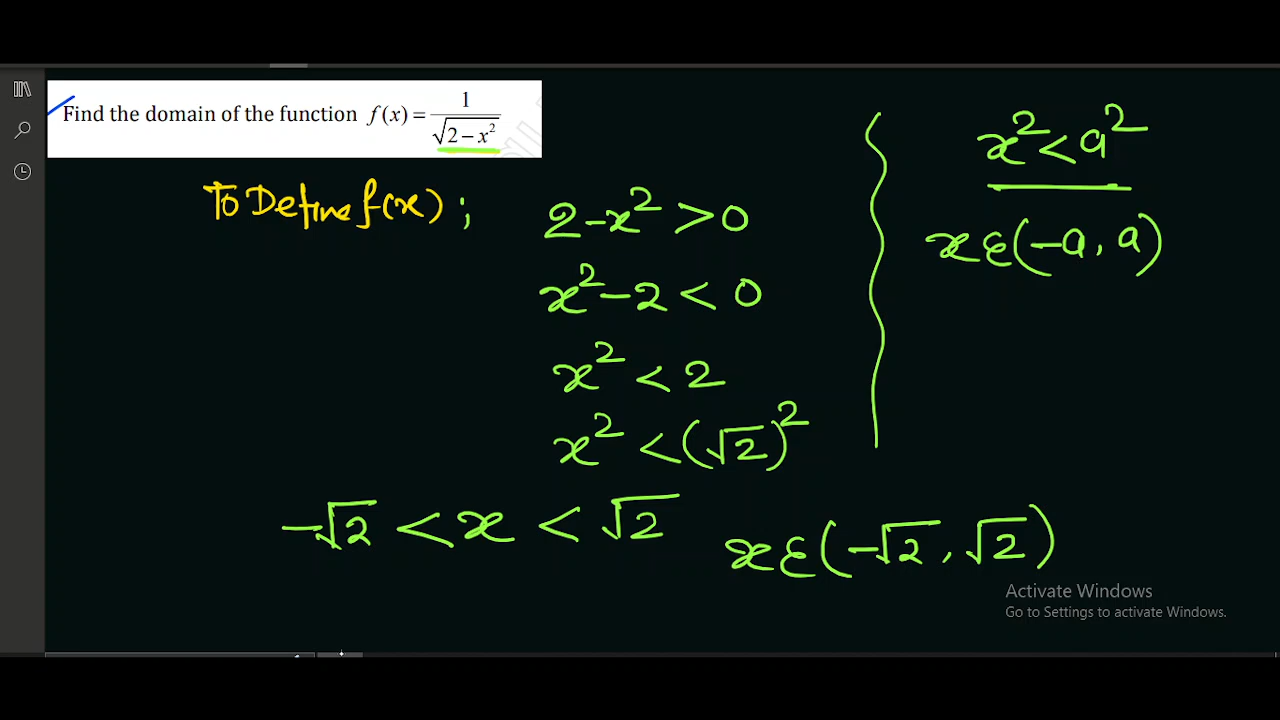 Find the domain of the function f(x) = 1/√(2 − x²)
To Define f(x) ;
2 − x² > 0
x² − 2 < 0
x² < 2
x² < (√2)²
−√2 < x < √2
x ε (−√2, √2)
x² < a²
x ε (−a, a)
Activate Windows
Go to Settings to activate Windows.